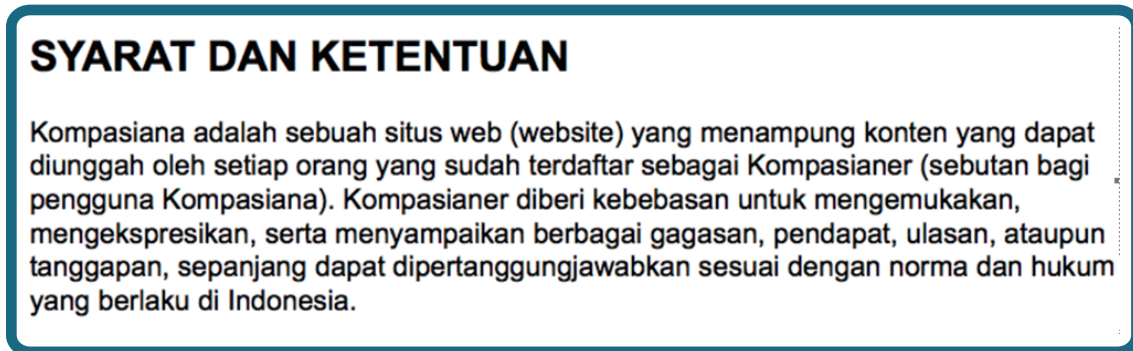 SYARAT DAN KETENTUAN
Kompasiana adalah sebuah situs web (website) yang menampung konten yang dapat
diunggah oleh setiap orang yang sudah terdaftar sebagai Kompasianer (sebutan bagi
pengguna Kompasiana). Kompasianer diberi kebebasan untuk mengemukakan,
mengekspresikan, serta menyampaikan berbagai gagasan, pendapat, ulasan, ataupun
tanggapan, sepanjang dapat dipertanggungjawabkan sesuai dengan norma dan hukum
yang berlaku di Indonesia.